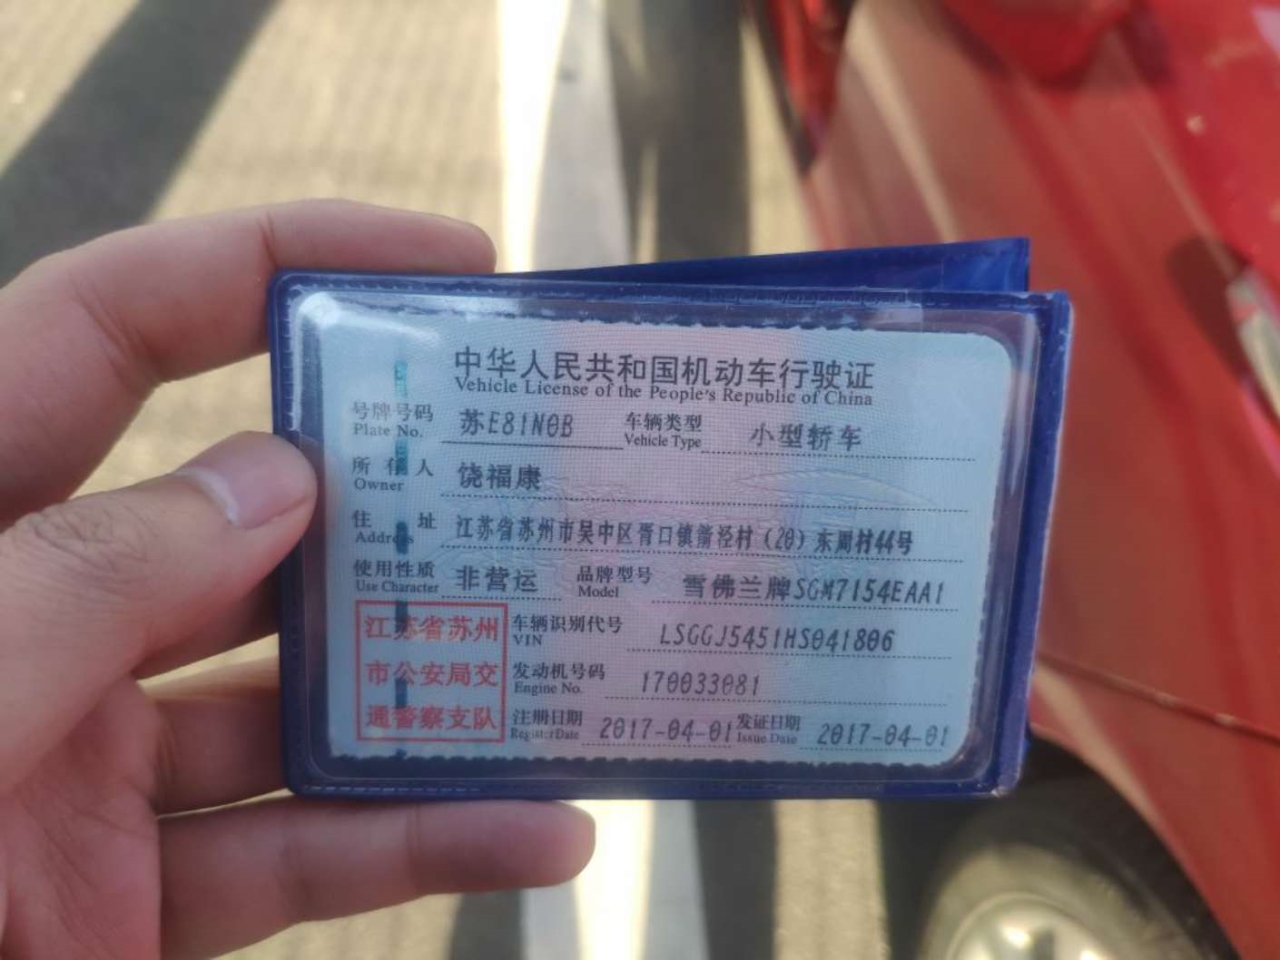 中华人民共和国机动车行驶证
Vehicle License of the People's Republic of China
号牌号码 苏E81N0B 车辆类型 小型轿车
Plate No. Vehicle Type
所有人 饶福康
Owner
住址 江苏省苏州市吴中区胥口镇箭泾村(20)东周村44号
Address
使用性质 非营运 品牌型号 雪佛兰牌SGM7154EAA1
Use Character Model
江苏省苏州
市公安局交
通警察支队
车辆识别代号 LSGGJ5451HS041806
VIN
发动机号码 170033081
Engine No.
注册日期 2017-04-01 发证日期 2017-04-01
Register Date Issue Date